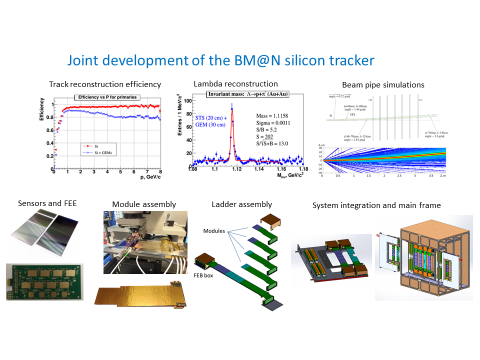 Joint development of the BM@N silicon tracker
Track reconstruction efficiency
Lambda reconstruction
Beam pipe simulations
Efficiency vs P for primaries
Efficiency
1
0.8
0.6
0.4
0.2
0
0 1 2 3 4 5 6 7 8
p, GeV/c
Si
Si + GEMs
Invariant mass: Λ→pπ⁻ (Au+Au)
Entries / 1 MeV/c²
100
80
60
40
20
STS (20 cm) +
GEM (30 cm)
Mass = 1.1158
Sigma = 0.0011
S/B = 5.2
S = 202
S/√S+B = 13.0
1.08 1.1 1.12 1.14 1.16 1.18
GeV/c²
Sensors and FEE
Module assembly
Ladder assembly
System integration and main frame
Modules
FEB box